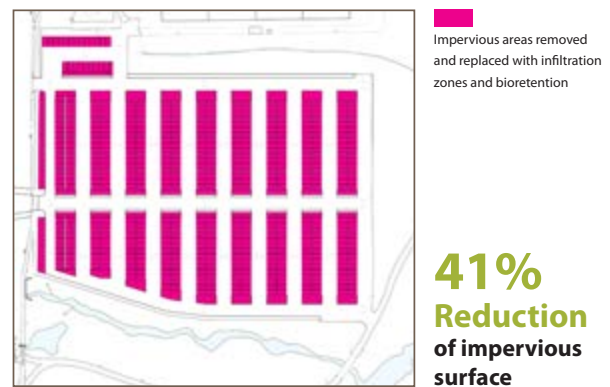 Impervious areas removed
and replaced with infiltration
zones and bioretention
41%
Reduction
of impervious
surface